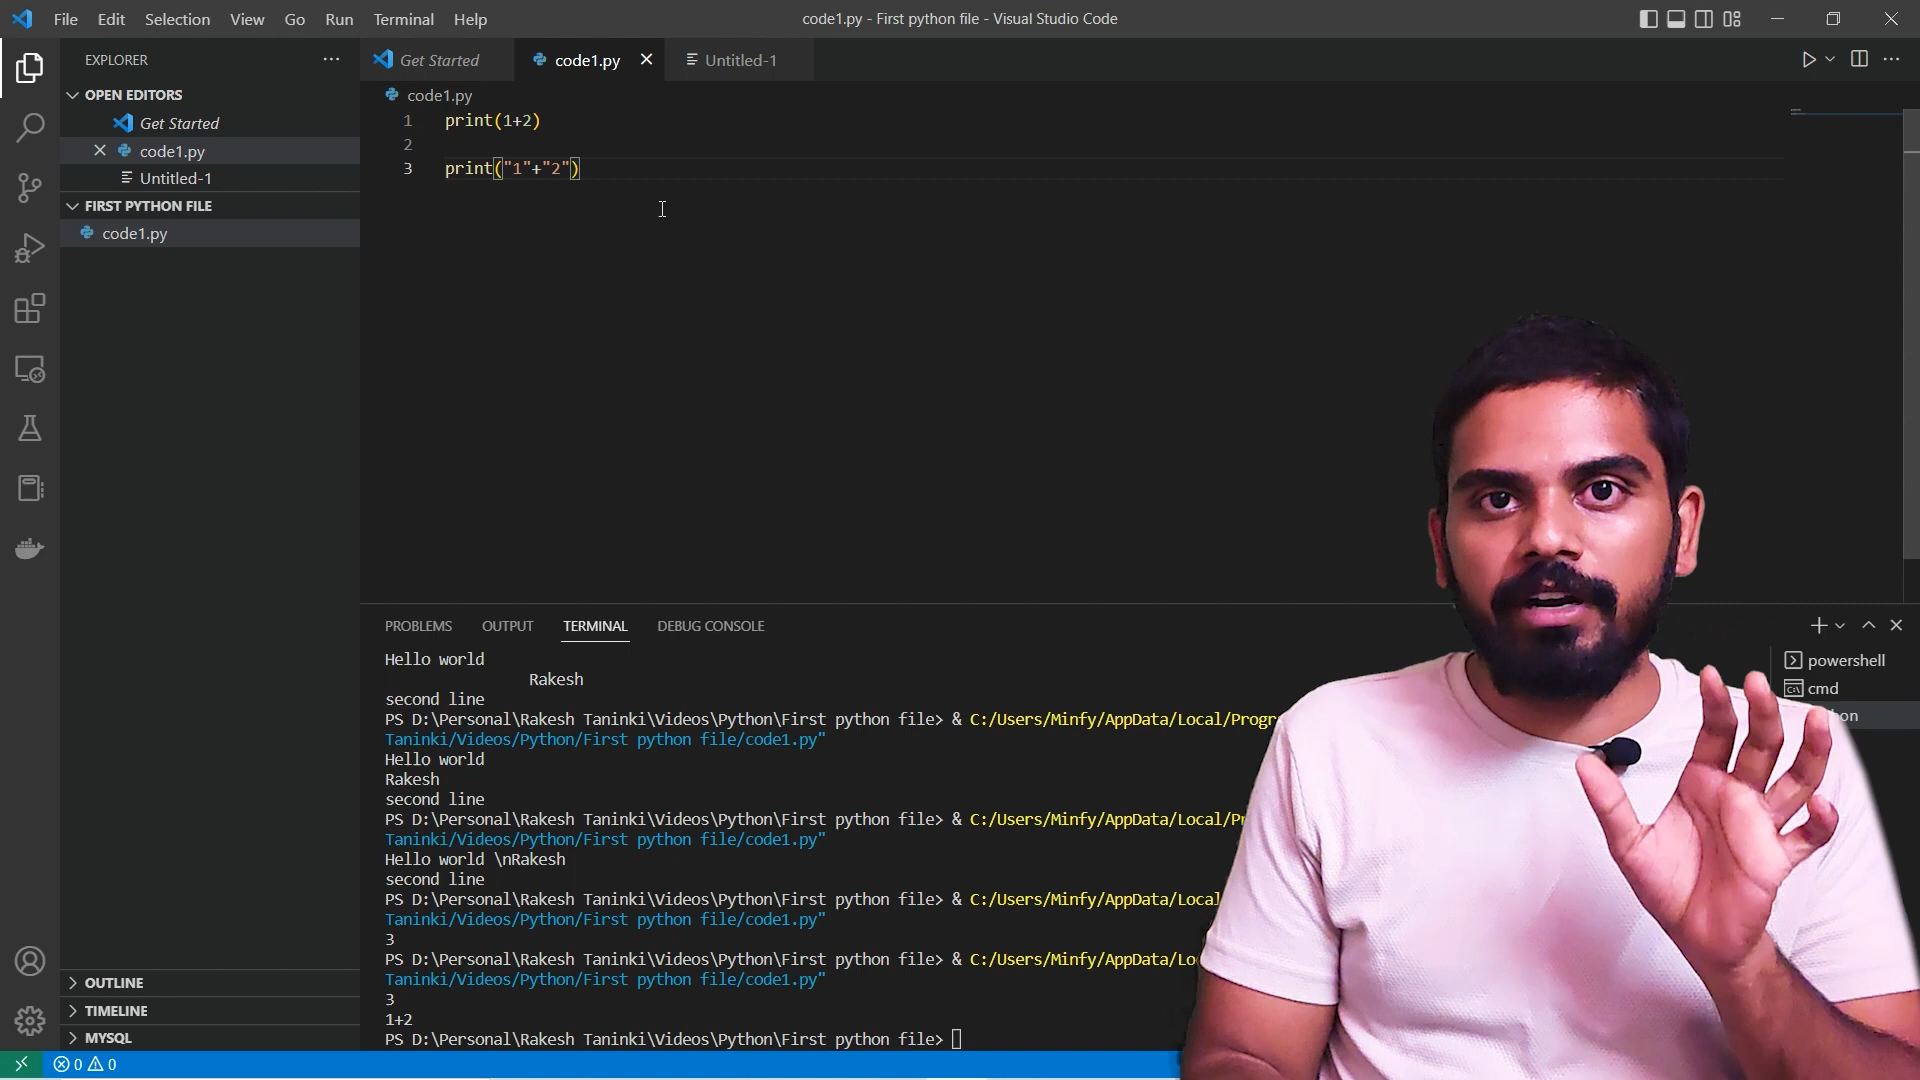 File Edit Selection View Go Run Terminal Help
code1.py - First python file - Visual Studio Code
EXPLORER
OPEN EDITORS
Get Started
code1.py
Untitled-1
FIRST PYTHON FILE
code1.py
OUTLINE
TIMELINE
MYSQL
Get Started code1.py Untitled-1
code1.py
1 print(1+2)
2
3 print("1"+"2")
PROBLEMS OUTPUT TERMINAL DEBUG CONSOLE
Hello world
Rakesh
second line
PS D:\Personal\Rakesh Taninki\Videos\Python\First python file> & C:/Users/Minfy/AppData/Local/Progr
Taninki/Videos/Python/First python file/code1.py"
Hello world
Rakesh
second line
PS D:\Personal\Rakesh Taninki\Videos\Python\First python file> & C:/Users/Minfy/AppData/Local/Pr
Taninki/Videos/Python/First python file/code1.py"
Hello world \nRakesh
second line
PS D:\Personal\Rakesh Taninki\Videos\Python\First python file> & C:/Users/Minfy/AppData/Local
Taninki/Videos/Python/First python file/code1.py"
3
PS D:\Personal\Rakesh Taninki\Videos\Python\First python file> & C:/Users/Minfy/AppData/Lo
Taninki/Videos/Python/First python file/code1.py"
3
1+2
PS D:\Personal\Rakesh Taninki\Videos\Python\First python file>
powershell
cmd
on
0 0